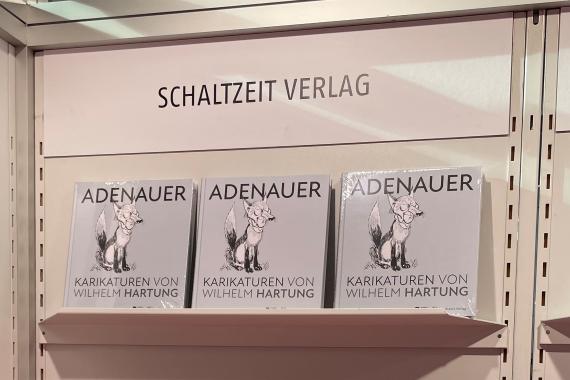 SCHALTZEIT VERLAG
ADENAUER
KARIKATUREN VON
WILHELM HARTUNG
ADENAUER
KARIKATUREN VON
WILHELM HARTUNG
ADENAUER
KARIKATUREN VON
WILHELM HARTUNG